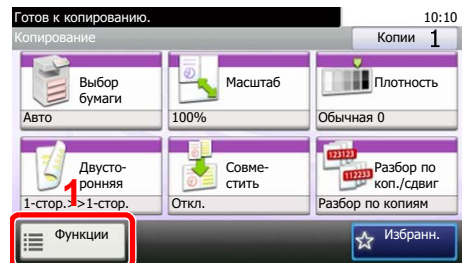 Готов к копированию. 10:10
Копирование Копии 1
Выбор
бумаги
Авто
Масштаб
100%
Плотность
Обычная 0
Двусто-
ронняя
1-стор.>>1-стор.
1
Совме-
стить
Откл.
123123
112233
Разбор по
коп./сдвиг
Разбор по копиям
Функции
Избранн.